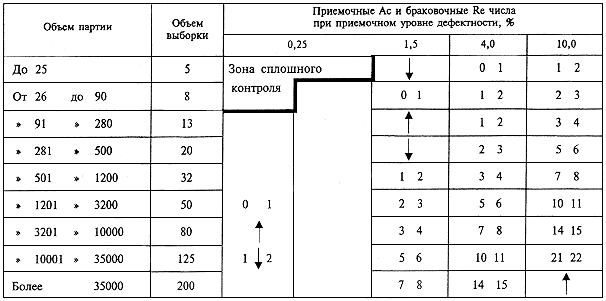 Объем партии
Объем выборки
Приемочные Ac и браковочные Re числа при приемочном уровне дефектности, %
0,25
1,5
4,0
10,0
До 25 5 Зона сплошного контроля ↓ 0 1 1 2
От 26 до 90 8 0 1 1 2 2 3
» 91 » 280 13 ↑ 1 2 3 4
» 281 » 500 20 ↓ 2 3 5 6
» 501 » 1200 32 1 2 3 4 7 8
» 1201 » 3200 50 0 1 2 3 5 6 10 11
» 3201 » 10000 80 ↑ 3 4 7 8 14 15
» 10001 » 35000 125 1 ↓ 2 5 6 10 11 21 22
Более 35000 200 7 8 14 15 ↑